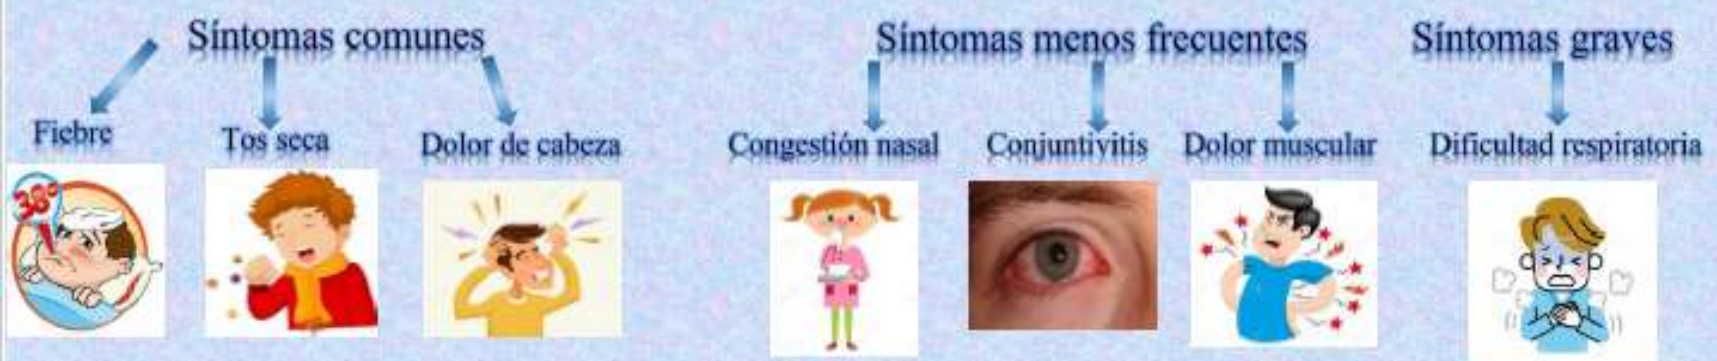 Síntomas comunes
Síntomas menos frecuentes
Síntomas graves
Fiebre
Tos seca
Dolor de cabeza
Congestión nasal
Conjuntivitis
Dolor muscular
Dificultad respiratoria
38°